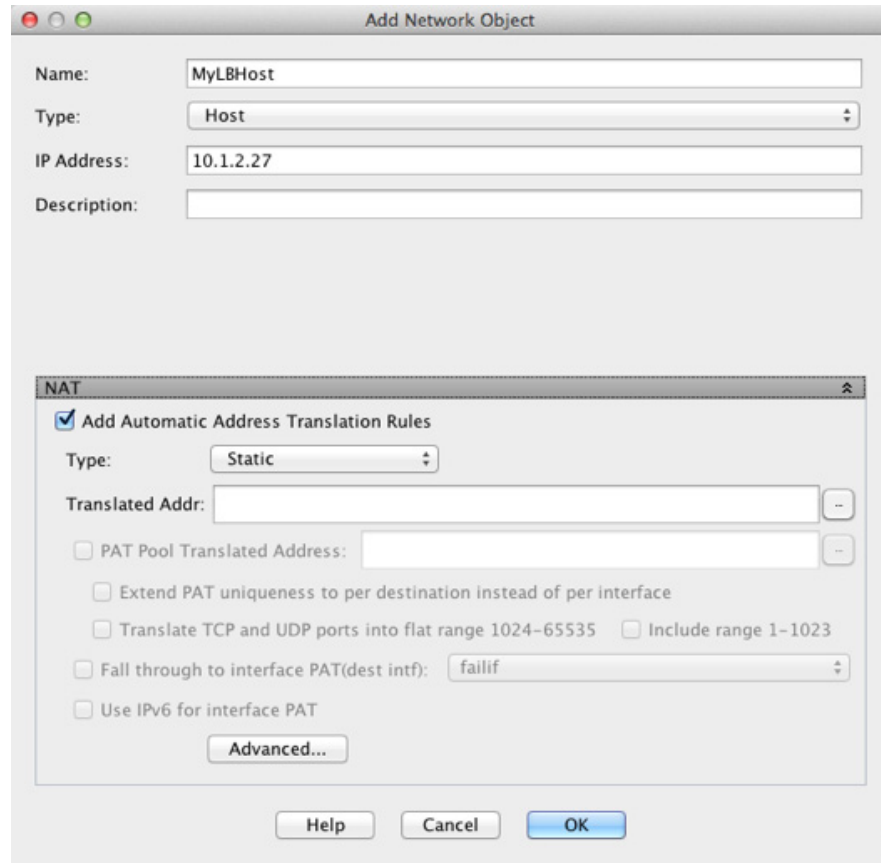 Add Network Object
Name: MyLBHost
Type: Host
IP Address: 10.1.2.27
Description:
NAT
Add Automatic Address Translation Rules
Type: Static
Translated Addr: ..
PAT Pool Translated Address: ..
Extend PAT uniqueness to per destination instead of per interface
Translate TCP and UDP ports into flat range 1024-65535 Include range 1-1023
Fall through to interface PAT(dest intf): failif
Use IPv6 for interface PAT
Advanced...
Help Cancel OK